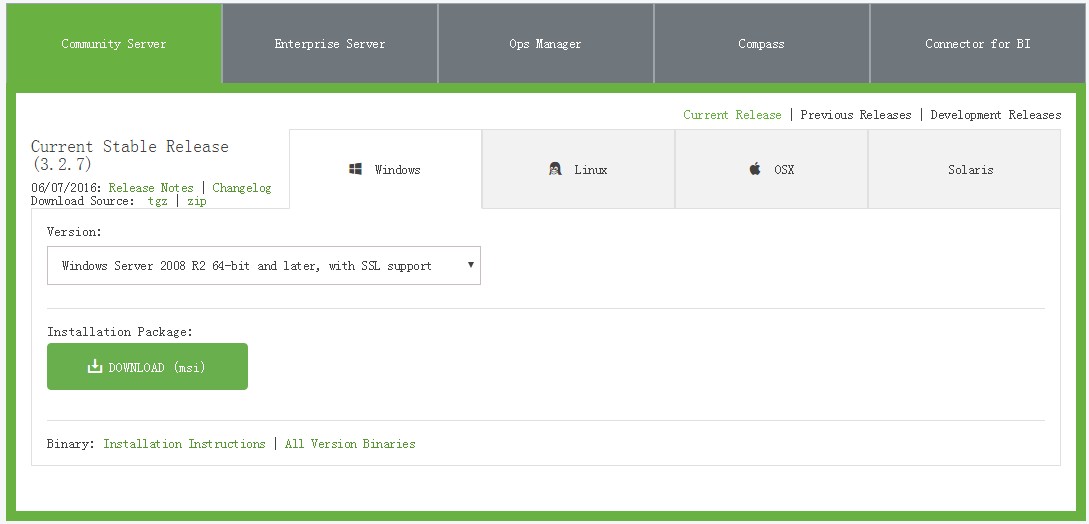 Community Server
Enterprise Server
Ops Manager
Compass
Connector for BI
Current Release | Previous Releases | Development Releases
Current Stable Release
(3.2.7)
06/07/2016: Release Notes | Changelog
Download Source: tgz | zip
Windows
Linux
OSX
Solaris
Version:
Windows Server 2008 R2 64-bit and later, with SSL support
Installation Package:
DOWNLOAD (msi)
Binary: Installation Instructions | All Version Binaries